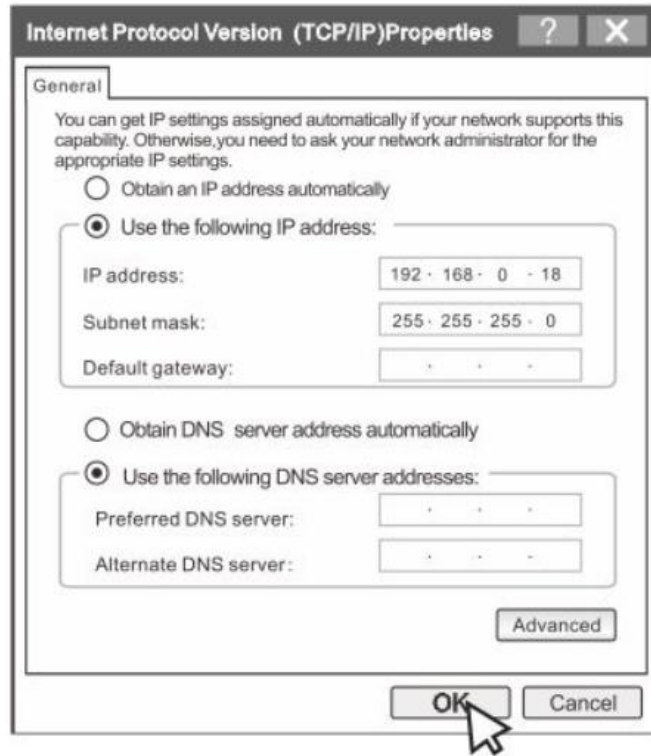 Internet Protocol Version (TCP/IP)Properties ? X
General
You can get IP settings assigned automatically if your network supports this
capability. Otherwise,you need to ask your network administrator for the
appropriate IP settings.
Obtain an IP address automatically
Use the following IP address:
IP address: 192 · 168 · 0 · 18
Subnet mask: 255 · 255 · 255 · 0
Default gateway: · · ·
Obtain DNS server address automatically
Use the following DNS server addresses:
Preferred DNS server: · · ·
Alternate DNS server: · · ·
Advanced
OK Cancel